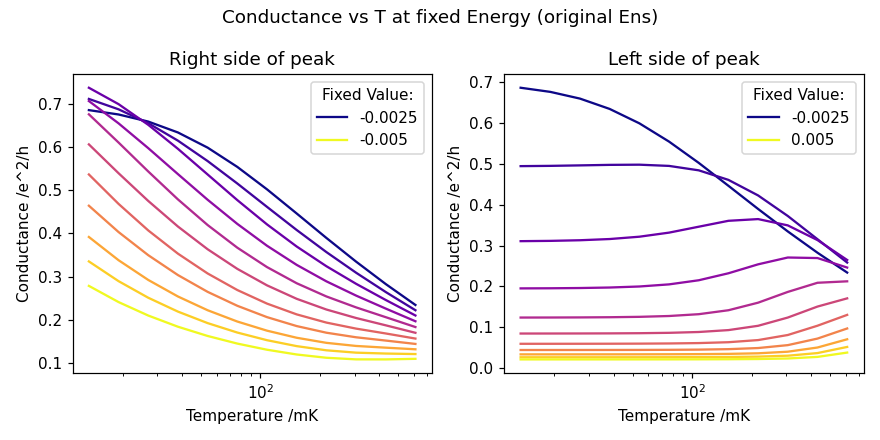 Conductance vs T at fixed Energy (original Ens)
Right side of peak
Conductance /e^2/h
0.7
0.6
0.5
0.4
0.3
0.2
0.1
Fixed Value:
-0.0025
-0.005
10^2
Temperature /mK
Left side of peak
Conductance /e^2/h
0.7
0.6
0.5
0.4
0.3
0.2
0.1
0.0
Fixed Value:
-0.0025
0.005
10^2
Temperature /mK